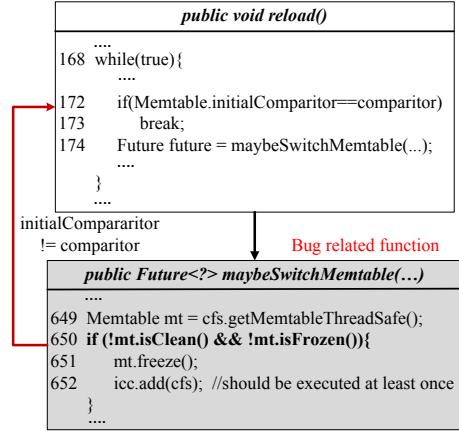 public void reload()
....
168 while(true){
....
172 if(Memtable.initialComparitor==comparitor)
173 break;
174 Future future = maybeSwitchMemtable(...);
....
}
....
initialCompararitor
!= comparitor
Bug related function
public Future<?> maybeSwitchMemtable(…)
....
649 Memtable mt = cfs.getMemtableThreadSafe();
650 if (!mt.isClean() && !mt.isFrozen()){
651 mt.freeze();
652 icc.add(cfs); //should be executed at least once
}
....